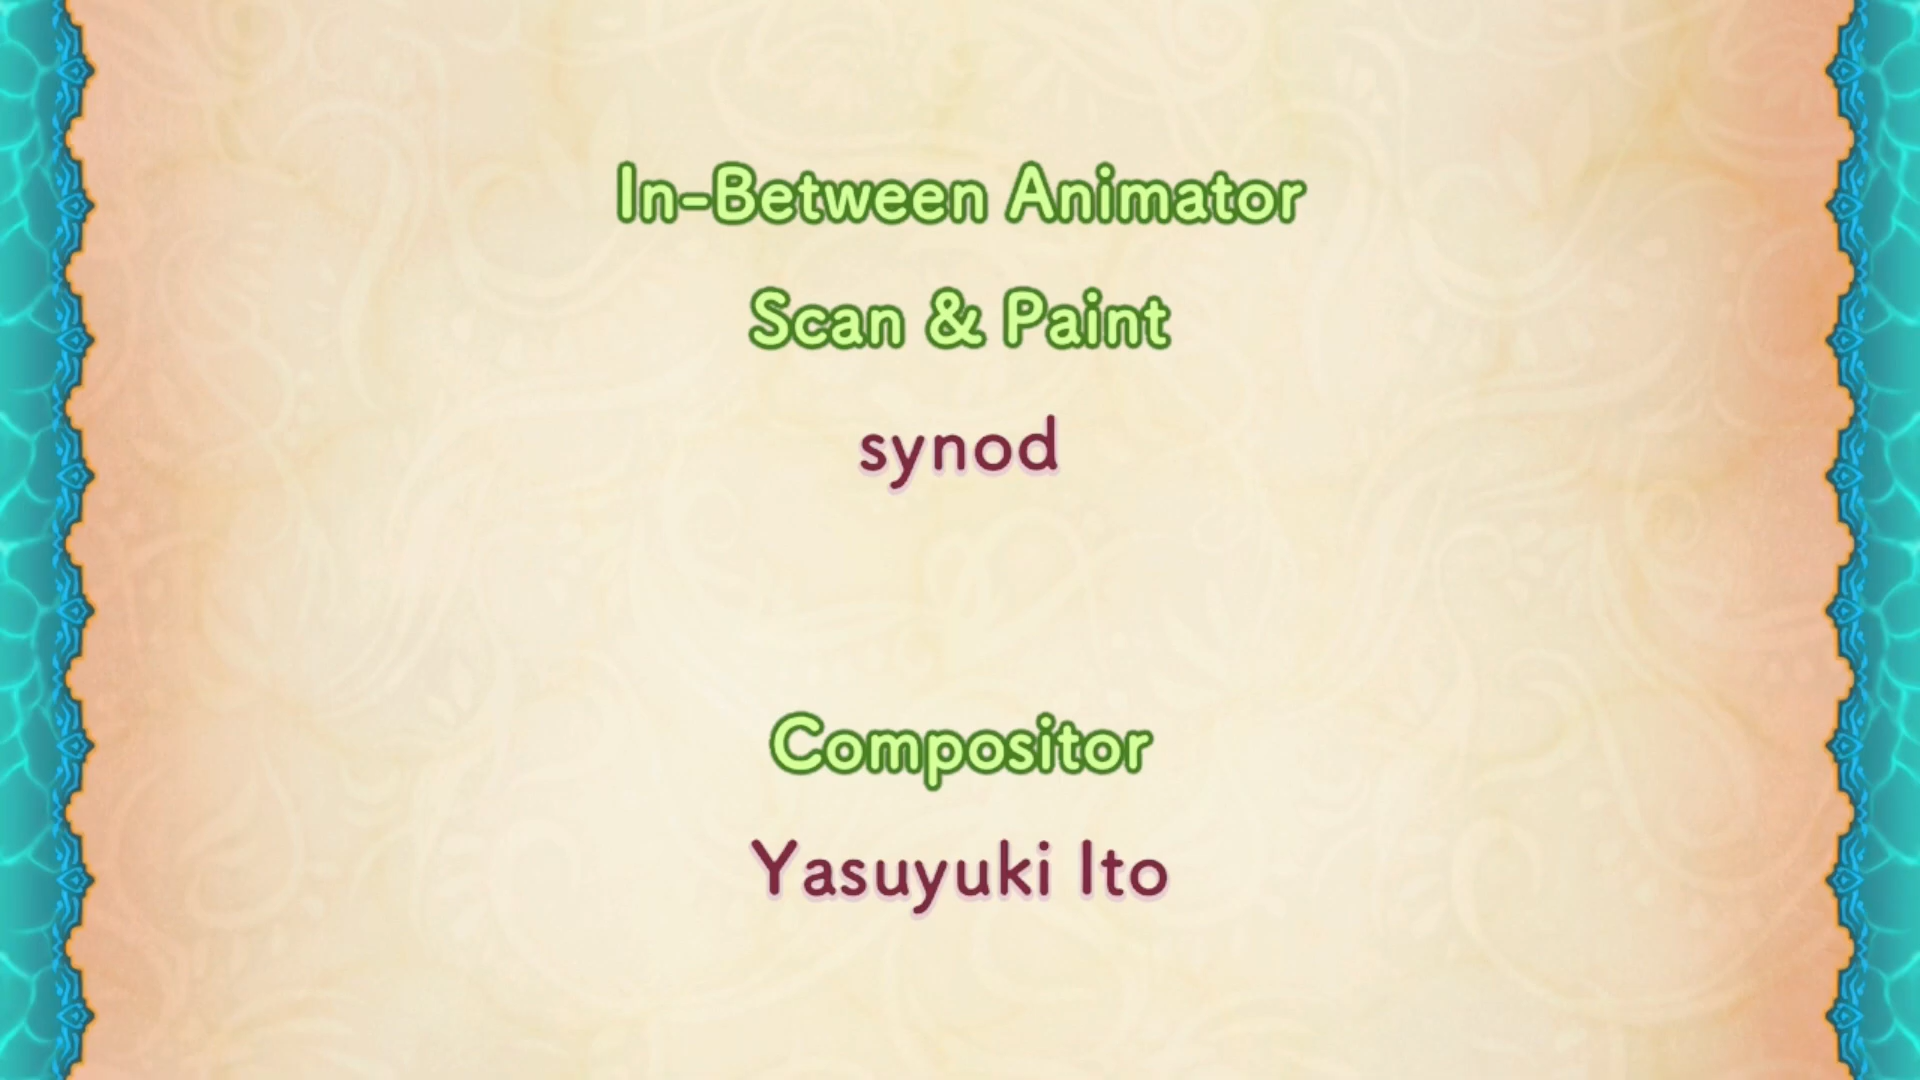 In-Between Animator
Scan & Paint
synod
Compositor
Yasuyuki Ito